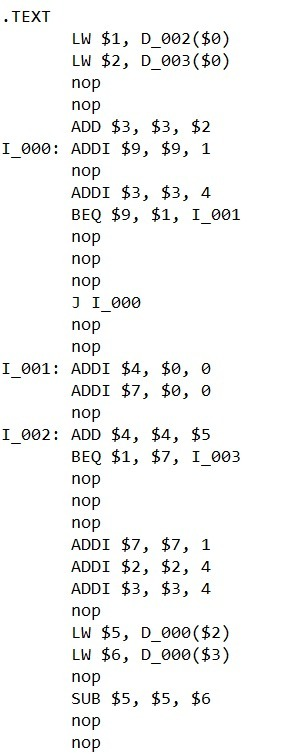 .TEXT
LW $1, D_002($0)
LW $2, D_003($0)
nop
nop
ADD $3, $3, $2
I_000: ADDI $9, $9, 1
nop
ADDI $3, $3, 4
BEQ $9, $1, I_001
nop
nop
nop
J I_000
nop
nop
I_001: ADDI $4, $0, 0
ADDI $7, $0, 0
nop
I_002: ADD $4, $4, $5
BEQ $1, $7, I_003
nop
nop
nop
ADDI $7, $7, 1
ADDI $2, $2, 4
ADDI $3, $3, 4
nop
LW $5, D_000($2)
LW $6, D_000($3)
nop
SUB $5, $5, $6
nop
nop